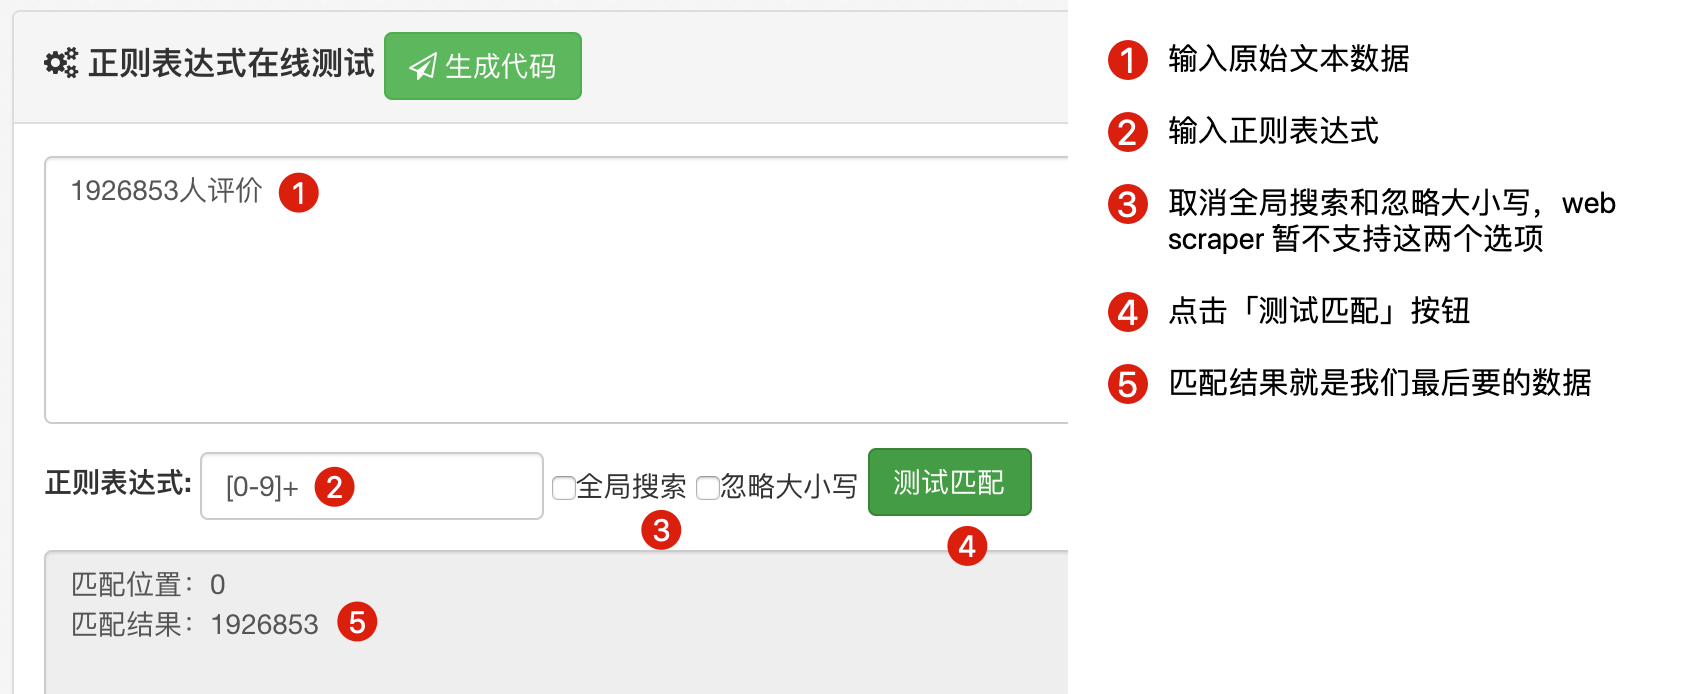 正则表达式在线测试 生成代码
1926853人评价 1
正则表达式: [0-9]+ 2 全局搜索 忽略大小写 测试匹配
3 4
匹配位置：0
匹配结果：1926853 5
1 输入原始文本数据
2 输入正则表达式
3 取消全局搜索和忽略大小写，web
scraper 暂不支持这两个选项
4 点击「测试匹配」按钮
5 匹配结果就是我们最后要的数据